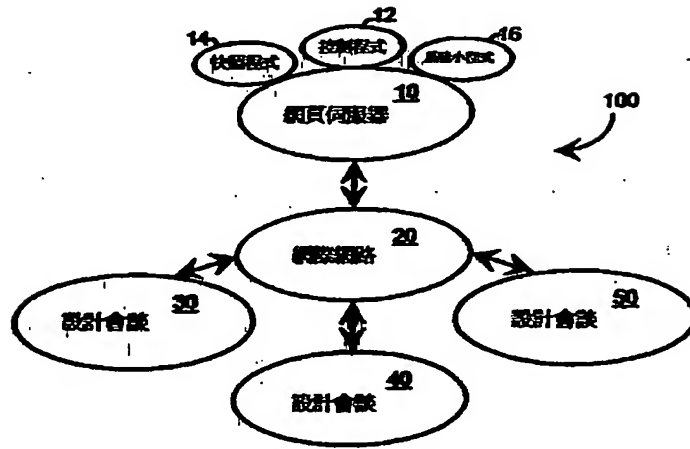 14
12
16
快照程式
控制程式
小程式
10
網頁伺服器
100
20
網際網路
30
設計會談
50
設計會談
40
設計會談